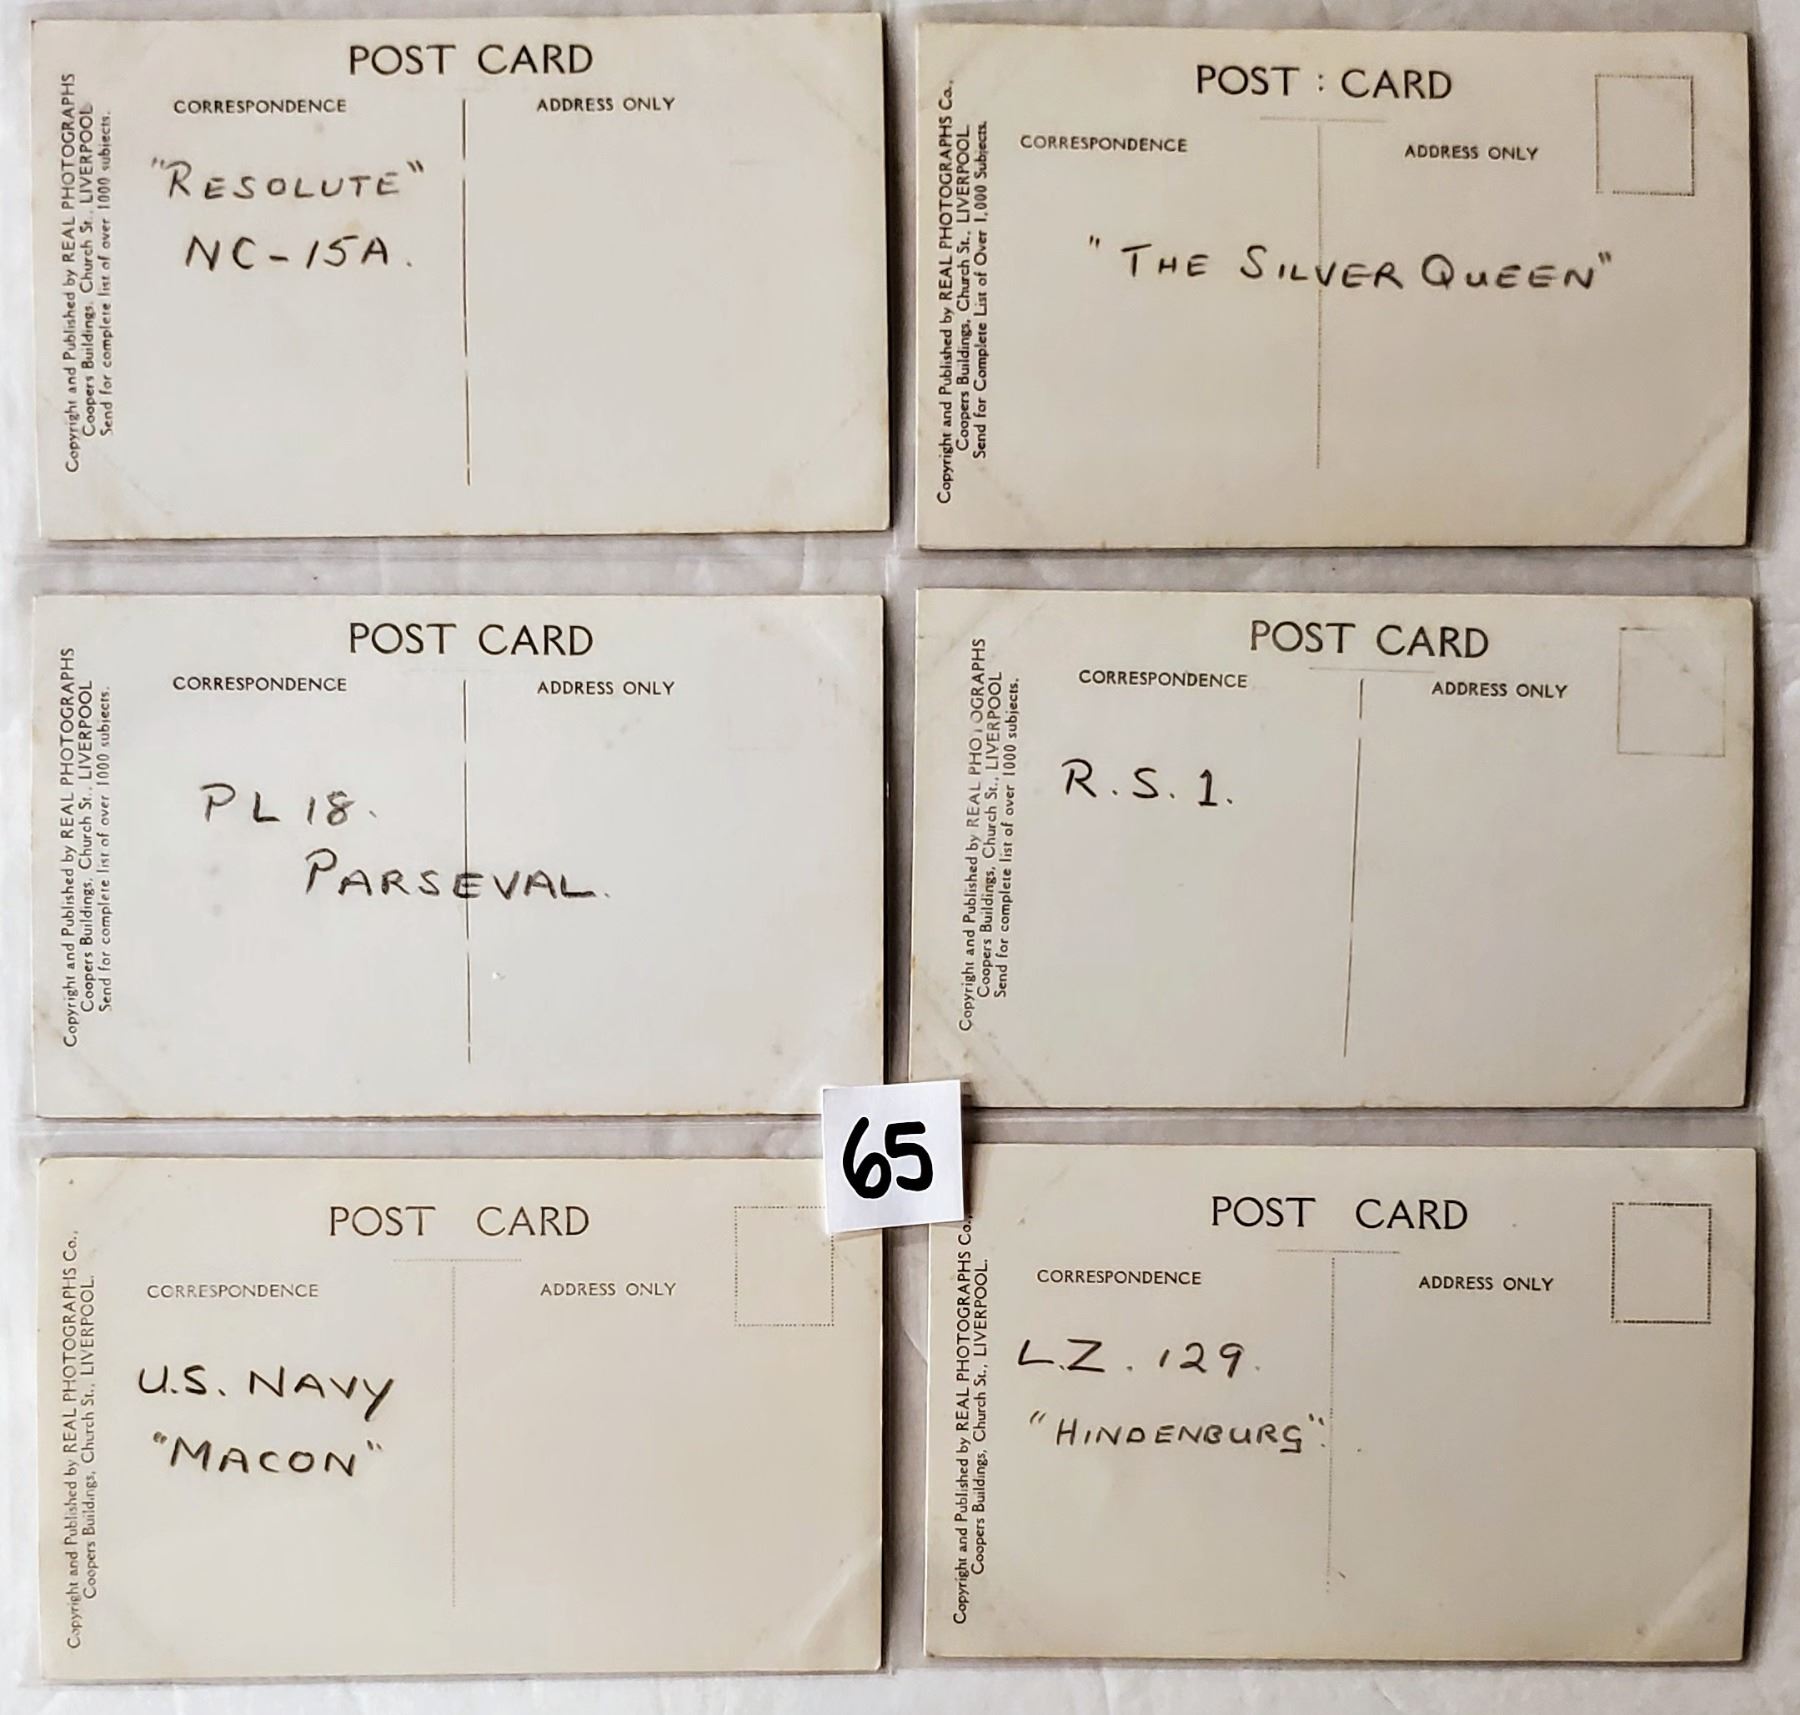 POST CARD
CORRESPONDENCE
ADDRESS ONLY
Copyright and Published by REAL PHOTOGRAPHS
Coopers Buildings, Church St., LIVERPOOL
Send for complete list of over 1000 subjects.
"RESOLUTE"
NC-15A.
POST : CARD
CORRESPONDENCE
ADDRESS ONLY
Copyright and Published by REAL PHOTOGRAPHS Co.,
Coopers Buildings, Church St., LIVERPOOL.
Send for Complete List of Over 1,000 Subjects.
"THE SILVER QUEEN"
POST CARD
CORRESPONDENCE
ADDRESS ONLY
Copyright and Published by REAL PHOTOGRAPHS
Coopers Buildings, Church St., LIVERPOOL
Send for complete list of over 1000 subjects.
PL 18.
PARSEVAL.
POST CARD
CORRESPONDENCE
ADDRESS ONLY
Copyright and Published by REAL PHOTOGRAPHS
Coopers Buildings, Church St., LIVERPOOL
Send for complete list of over 1000 subjects.
R.S.1.
65
POST CARD
CORRESPONDENCE
ADDRESS ONLY
Copyright and Published by REAL PHOTOGRAPHS Co.,
Coopers Buildings, Church St., LIVERPOOL.
U.S. NAVY
"MACON"
POST CARD
CORRESPONDENCE
ADDRESS ONLY
Copyright and Published by REAL PHOTOGRAPHS Co.,
Coopers Buildings, Church St., LIVERPOOL.
L.Z. 129.
"HINDENBURG".